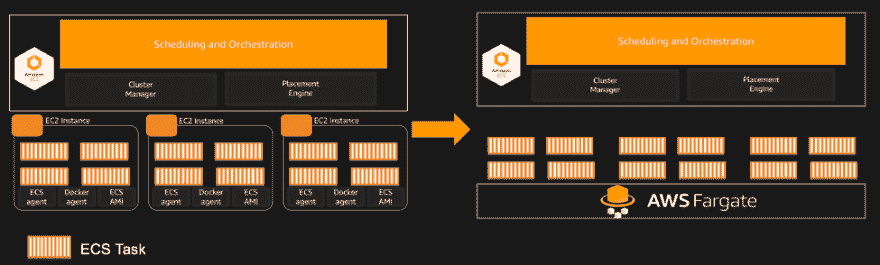 Scheduling and Orchestration
Amazon
ECS
Cluster
Manager
Placement
Engine
EC2 Instance
EC2 Instance
EC2 Instance
ECS
agent
Docker
agent
ECS
AMI
ECS
agent
Docker
agent
ECS
AMI
ECS
agent
Docker
agent
ECS
AMI
ECS Task
Scheduling and Orchestration
Amazon
ECS
Cluster
Manager
Placement
Engine
AWS Fargate